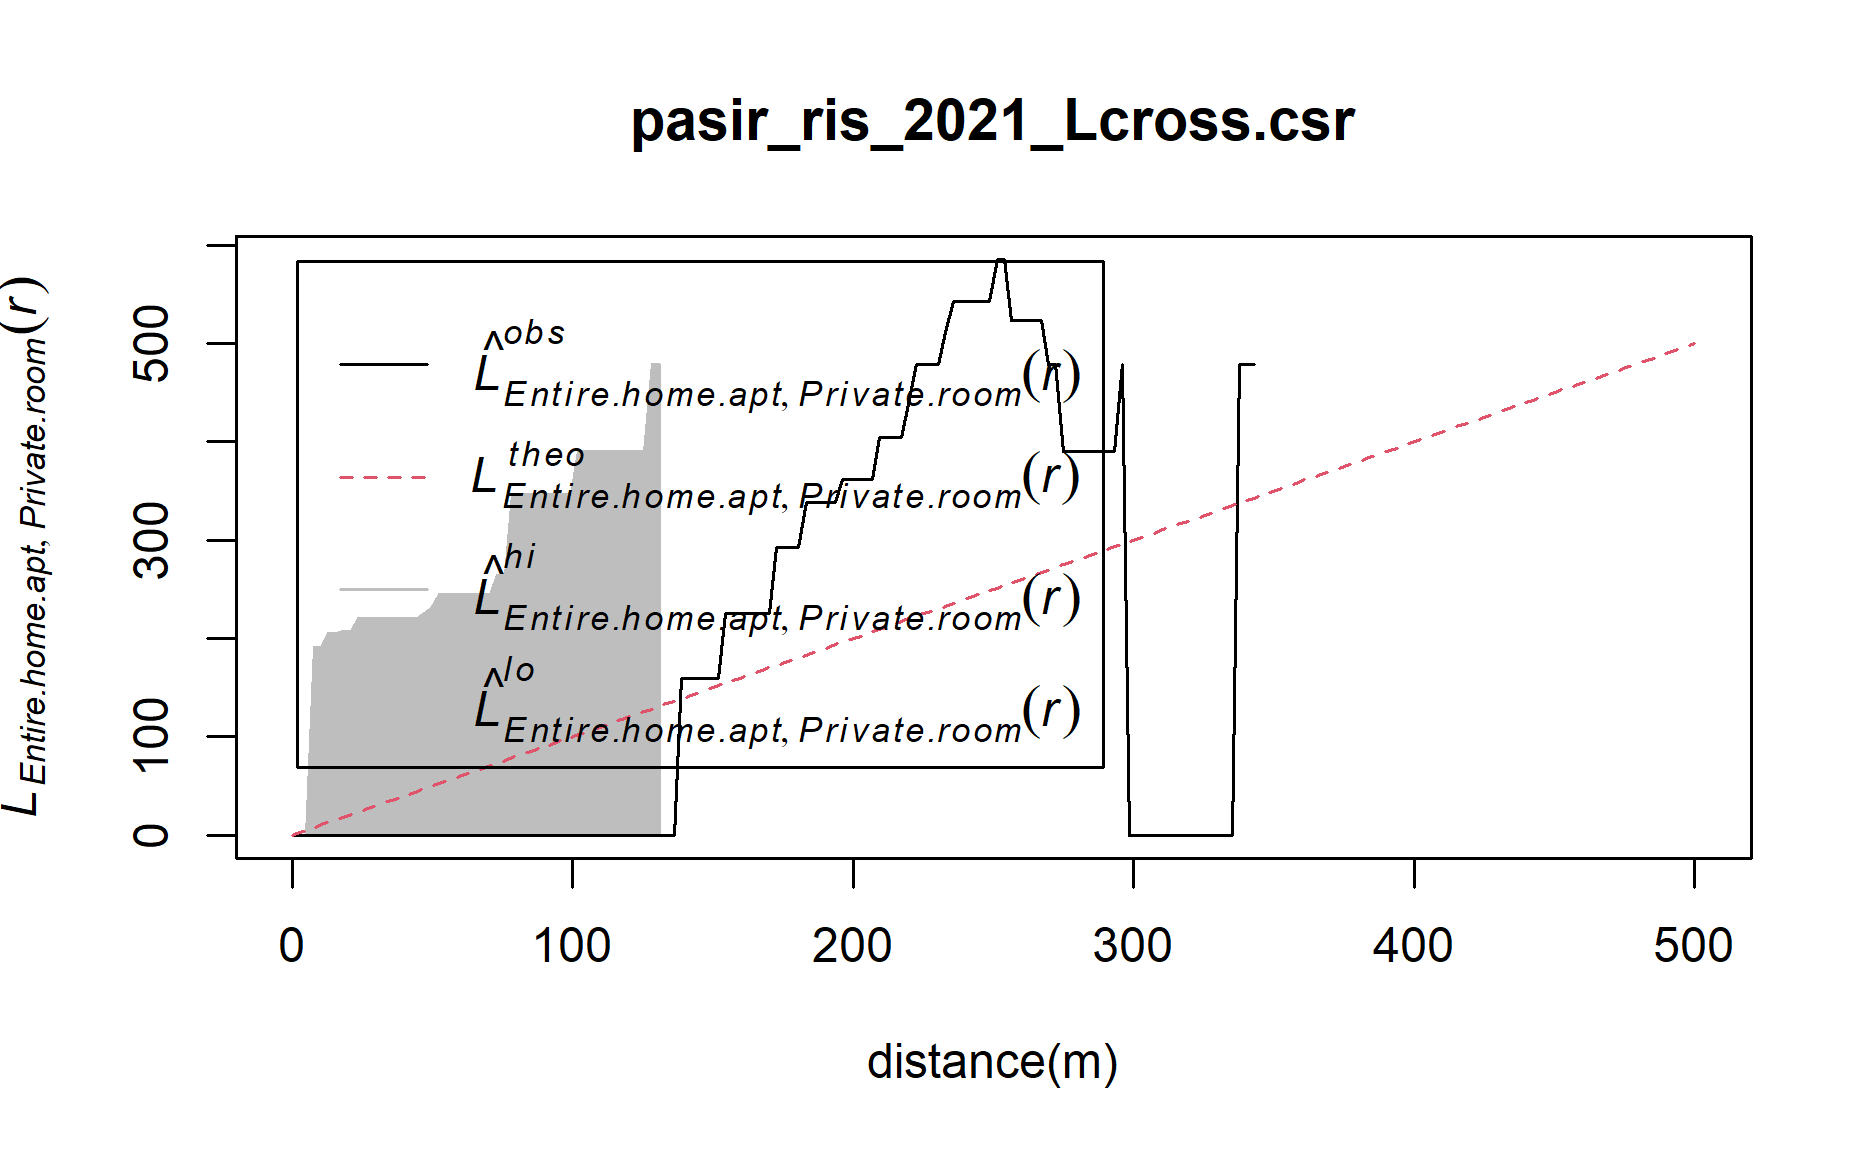 pasir_ris_2021_Lcross.csr
L Entire.home.apt, Private.room (r)
500
300
100
0
L̂ obs Entire.home.apt, Private.room (r)
L theo Entire.home.apt, Private.room (r)
L̂ hi Entire.home.apt, Private.room (r)
L̂ lo Entire.home.apt, Private.room (r)
0 100 200 300 400 500
distance(m)